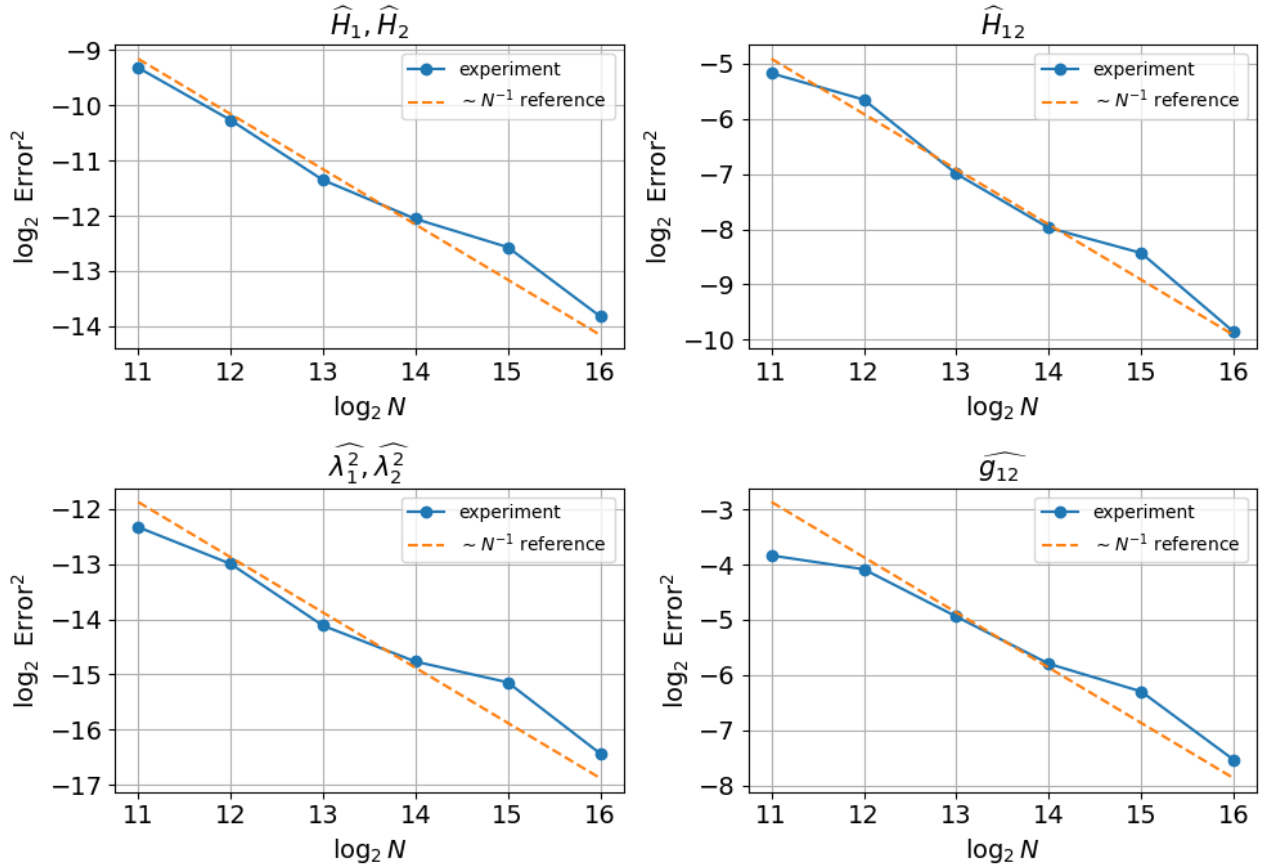 Ĥ₁, Ĥ₂
log₂ Error²
−9
−10
−11
−12
−13
−14
experiment
~ N⁻¹ reference
11 12 13 14 15 16
log₂ N
Ĥ₁₂
log₂ Error²
−5
−6
−7
−8
−9
−10
experiment
~ N⁻¹ reference
11 12 13 14 15 16
log₂ N
λ̂₁², λ̂₂²
log₂ Error²
−12
−13
−14
−15
−16
−17
experiment
~ N⁻¹ reference
11 12 13 14 15 16
log₂ N
ĝ₁₂
log₂ Error²
−3
−4
−5
−6
−7
−8
experiment
~ N⁻¹ reference
11 12 13 14 15 16
log₂ N